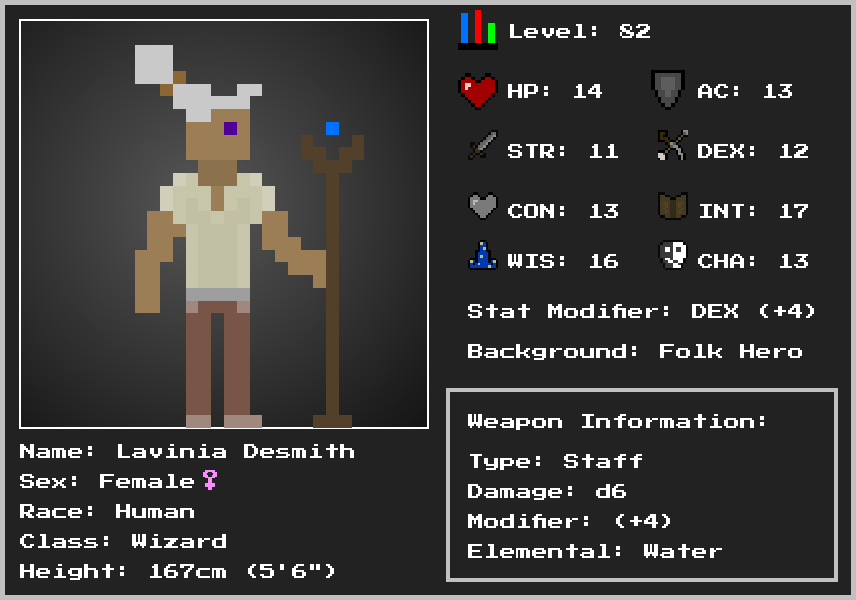 Level: 82
HP: 14
AC: 13
STR: 11
DEX: 12
CON: 13
INT: 17
WIS: 16
CHA: 13
Stat Modifier: DEX (+4)
Background: Folk Hero
Weapon Information:
Type: Staff
Damage: d6
Modifier: (+4)
Elemental: Water
Name: Lavinia Desmith
Sex: Female♀
Race: Human
Class: Wizard
Height: 167cm (5'6")